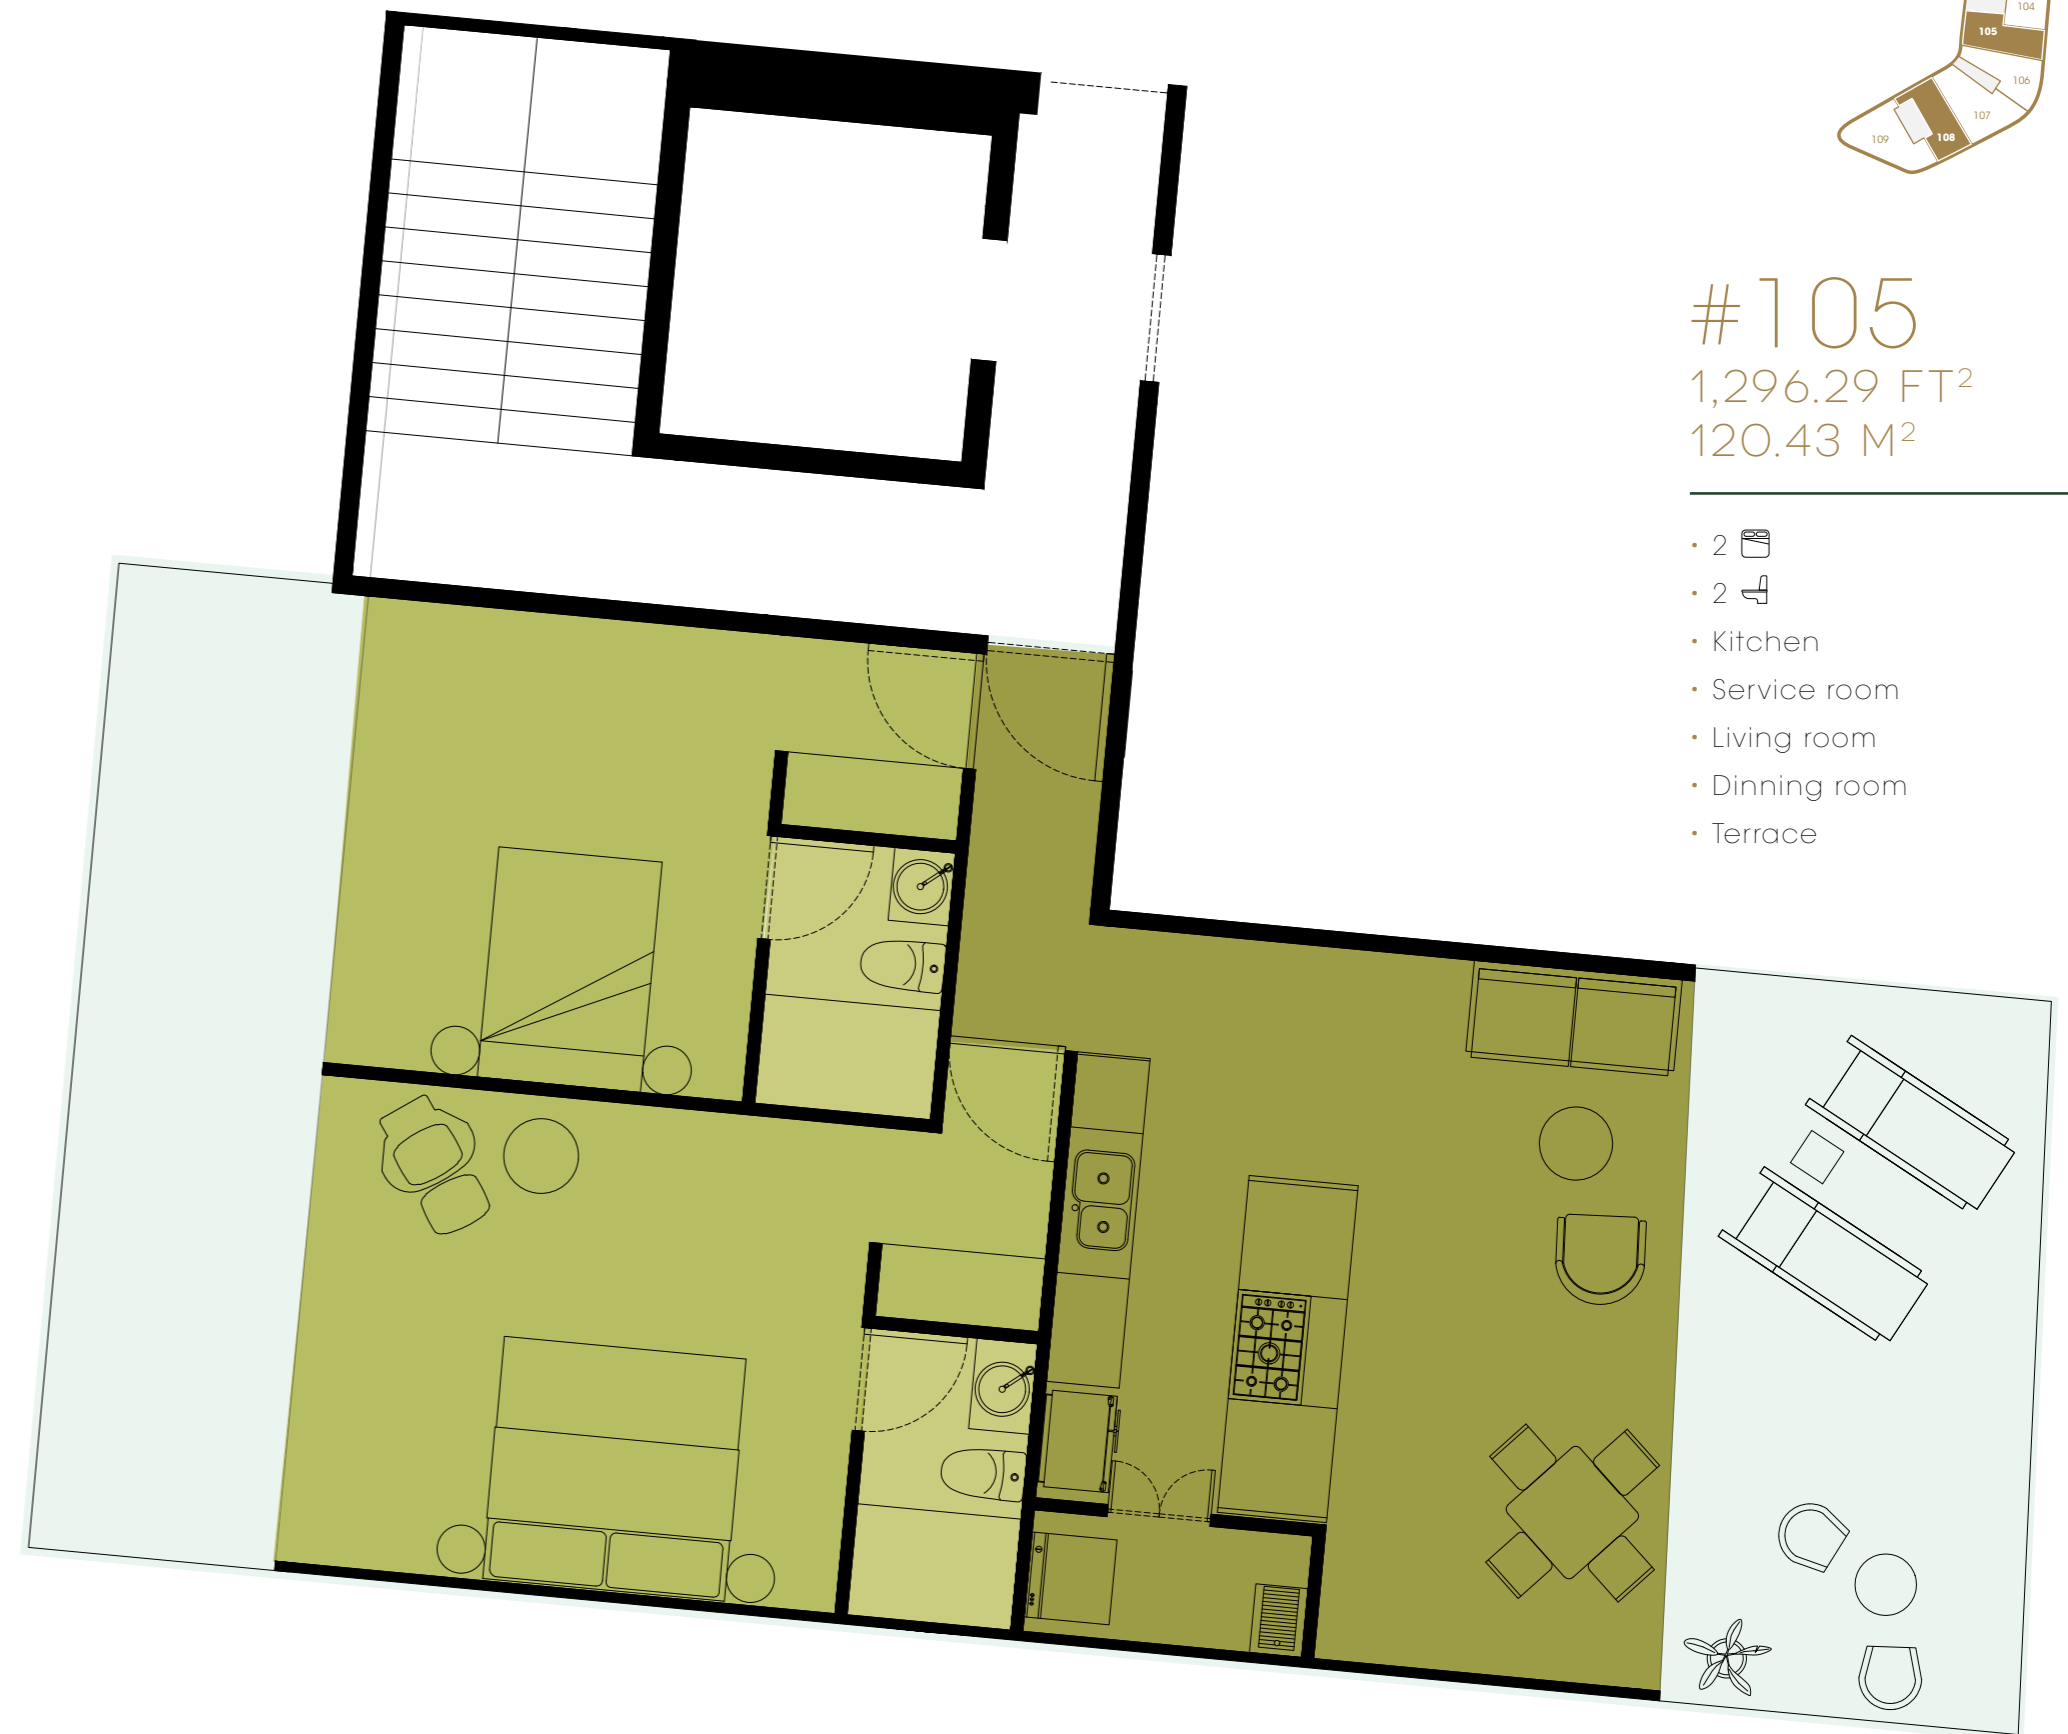 104
105
106
107
108
109
#105
1,296.29 FT²
120.43 M²
• 2
• 2
• Kitchen
• Service room
• Living room
• Dinning room
• Terrace